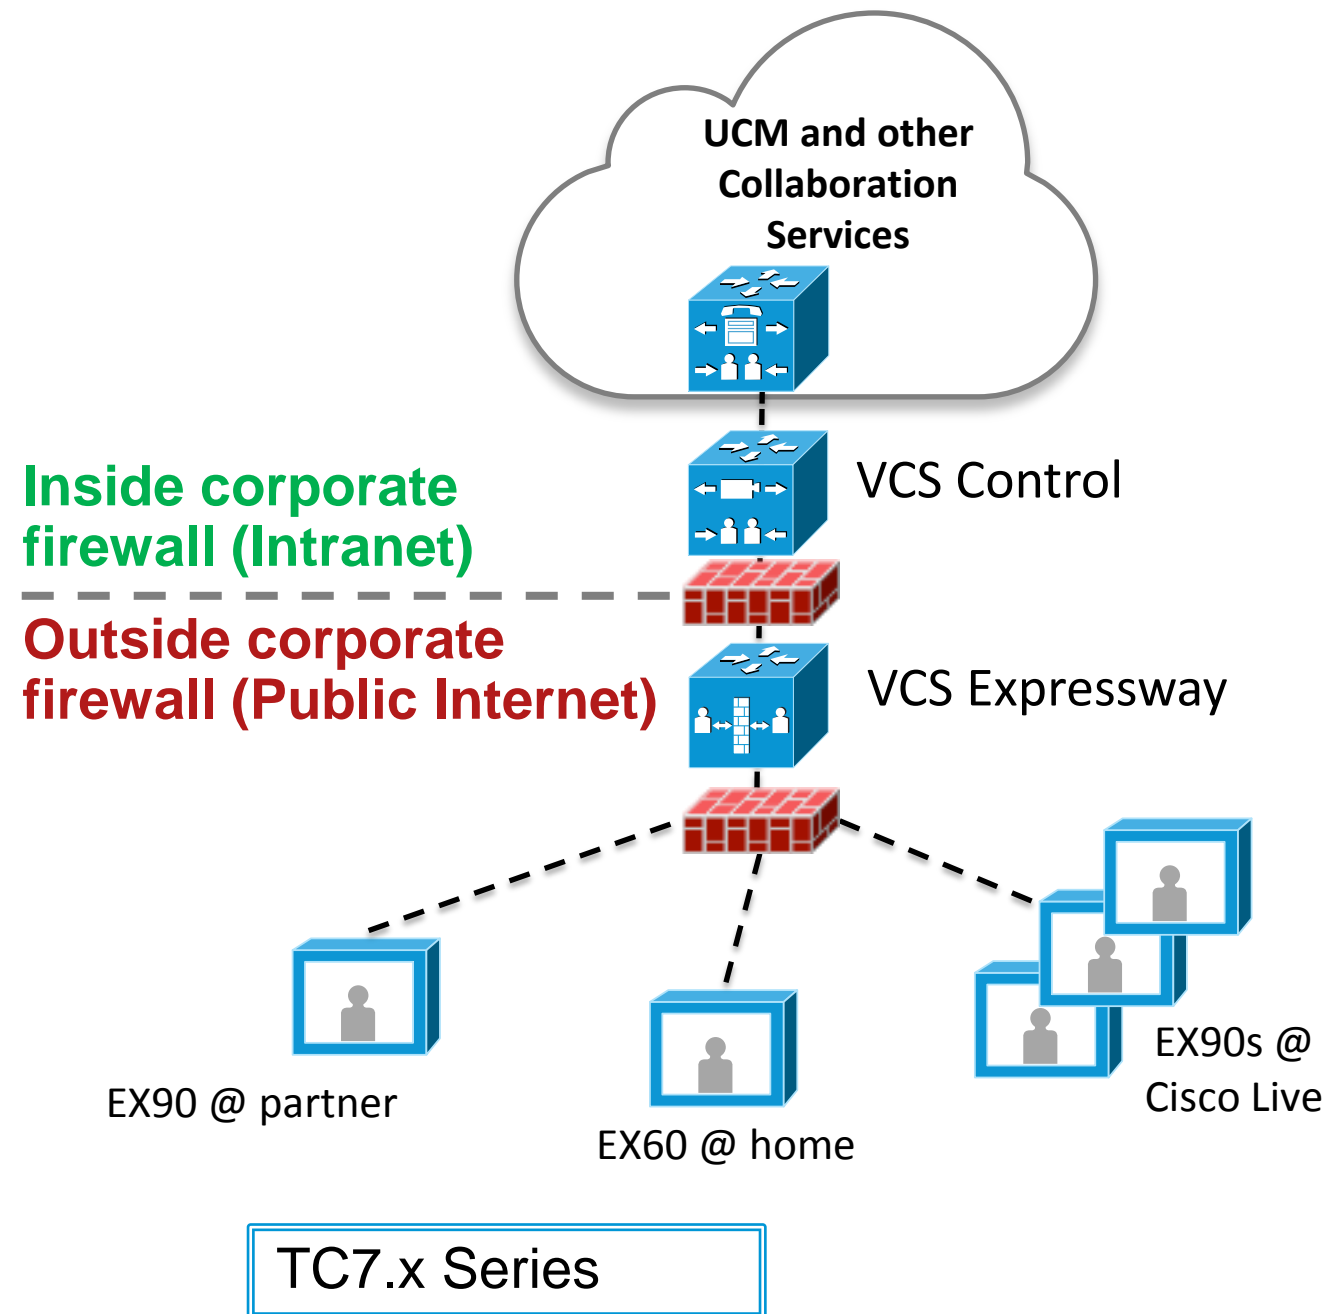 UCM and other
Collaboration
Services
VCS Control
Inside corporate
firewall (Intranet)
Outside corporate
firewall (Public Internet)
VCS Expressway
EX90 @ partner
EX60 @ home
EX90s @
Cisco Live
TC7.x Series